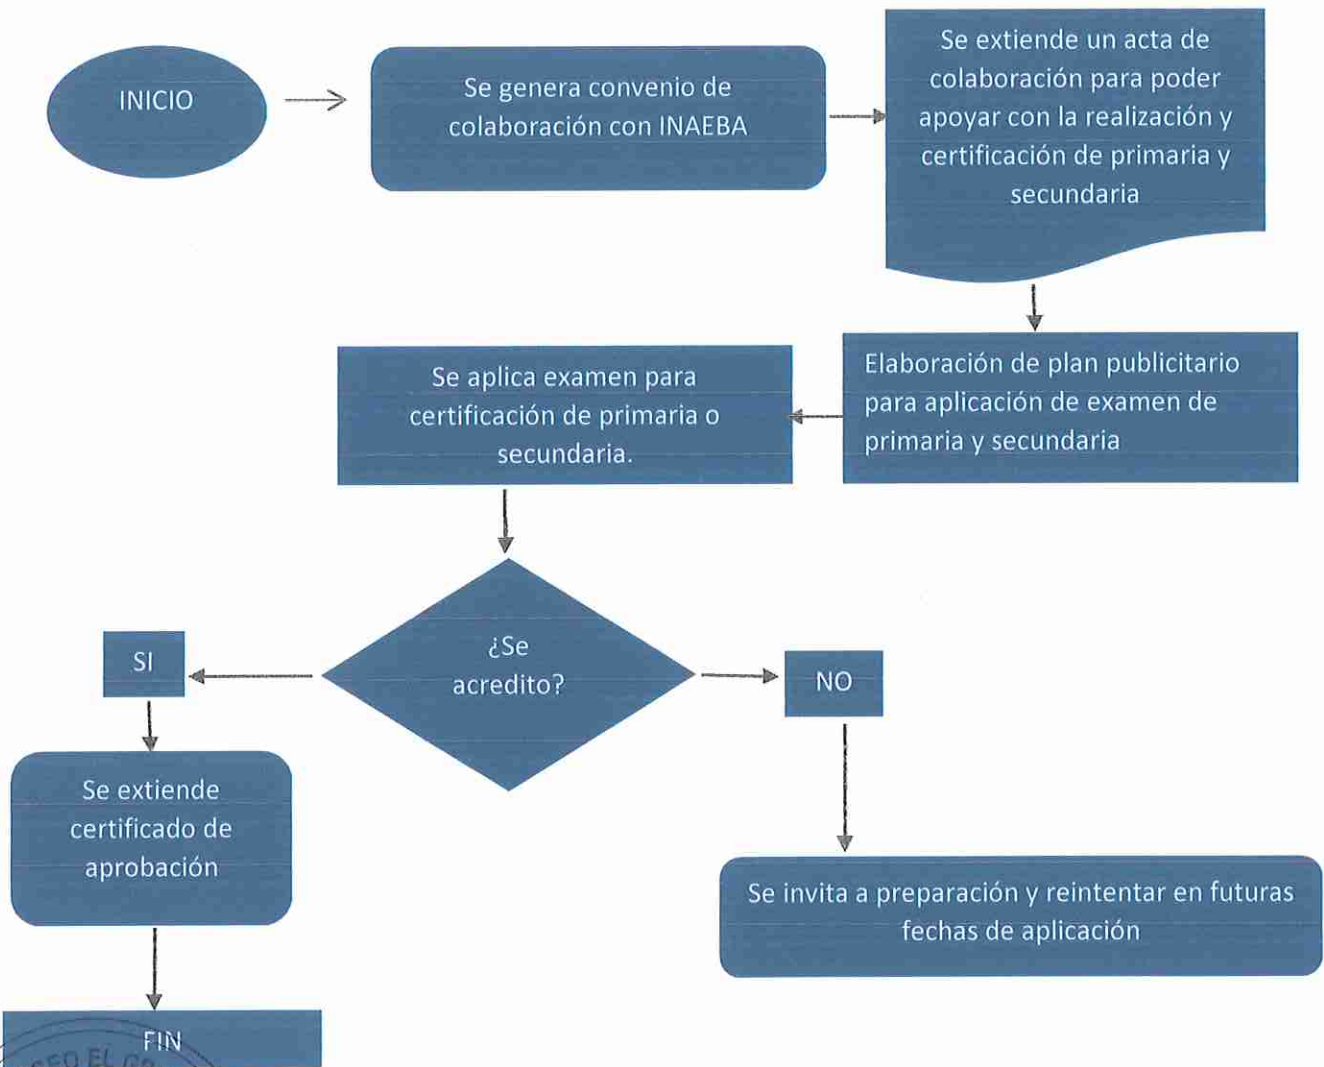 INICIO
Se genera convenio de
colaboración con INAEBA
Se extiende un acta de
colaboración para poder
apoyar con la realización y
certificación de primaria y
secundaria
Elaboración de plan publicitario
para aplicación de examen de
primaria y secundaria
Se aplica examen para
certificación de primaria o
secundaria.
¿Se
acredito?
SI
NO
Se extiende
certificado de
aprobación
Se invita a preparación y reintentar en futuras
fechas de aplicación
FIN
EL